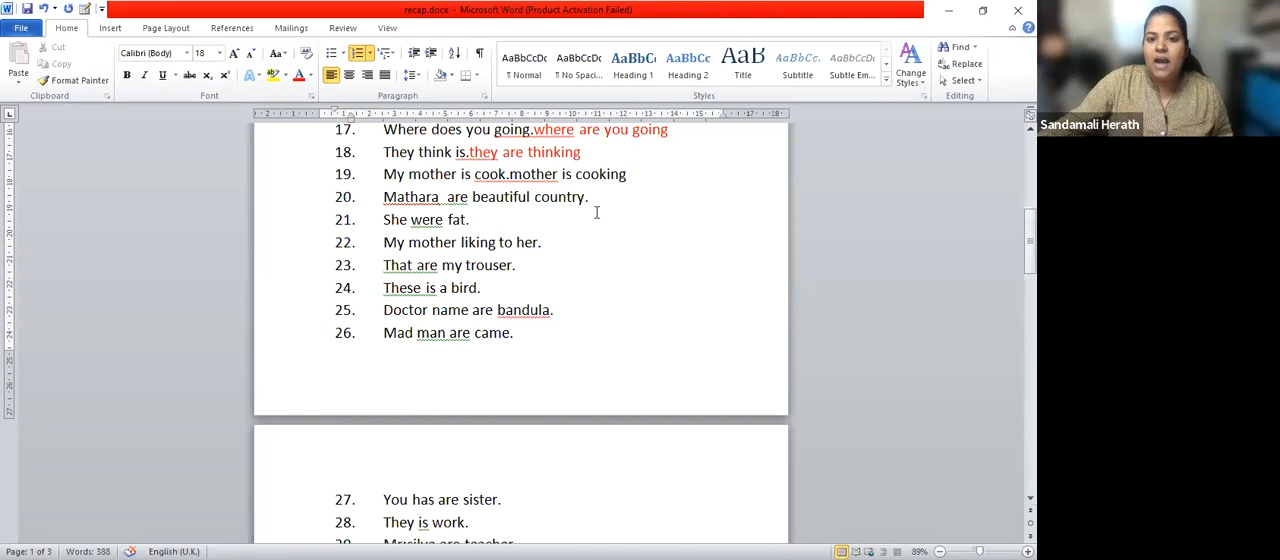 recap.docx - Microsoft Word (Product Activation Failed)
File Home Insert Page Layout References Mailings Review View
Paste
Cut
Copy
Format Painter
Clipboard
Calibri (Body) 18
Font
Paragraph
AaBbCcDc AaBbCcDc AaBbC AaBbCc AaB AaBbCc. AaBbCcDc
¶ Normal ¶ No Spaci... Heading 1 Heading 2 Title Subtitle Subtle Em...
Styles
Change Styles
Find
Replace
Select
Editing
Sandamali Herath
17. Where does you going.where are you going
18. They think is.they are thinking
19. My mother is cook.mother is cooking
20. Mathara are beautiful country.
21. She were fat.
22. My mother liking to her.
23. That are my trouser.
24. These is a bird.
25. Doctor name are bandula.
26. Mad man are came.
27. You has are sister.
28. They is work.
Page: 1 of 3 Words: 388 English (U.K.) 89%